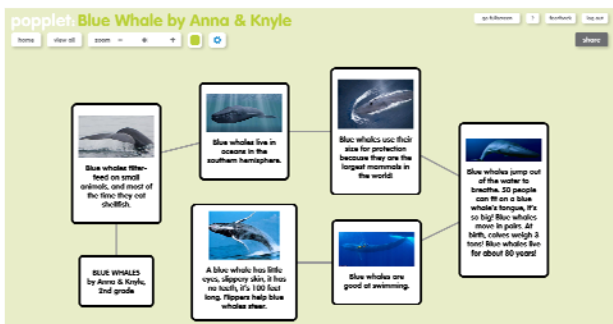 popplet: Blue Whale by Anna & Knyle
go fullscreen ? feedback log out
home view all zoom - +
share
Blue whales filter-
feed on small
animals, and most of
the time they eat
shellfish.
BLUE WHALES
by Anna & Knyle,
2nd grade
Blue whales live in
oceans in the
southern hemisphere.
Blue whales use their
size for protection
because they are the
largest mammals in
the world!
Blue whales jump out
of the water to
breathe. 50 people
can fit on a blue
whale's tongue, it's
so big! Blue whales
move in pairs. At
birth, calves weigh 3
tons! Blue whales live
for about 80 years!
Blue whales are
good at swimming.
A blue whale has little
eyes, slippery skin, it has
no teeth, it's 100 feet
long. Flippers help blue
whales steer.